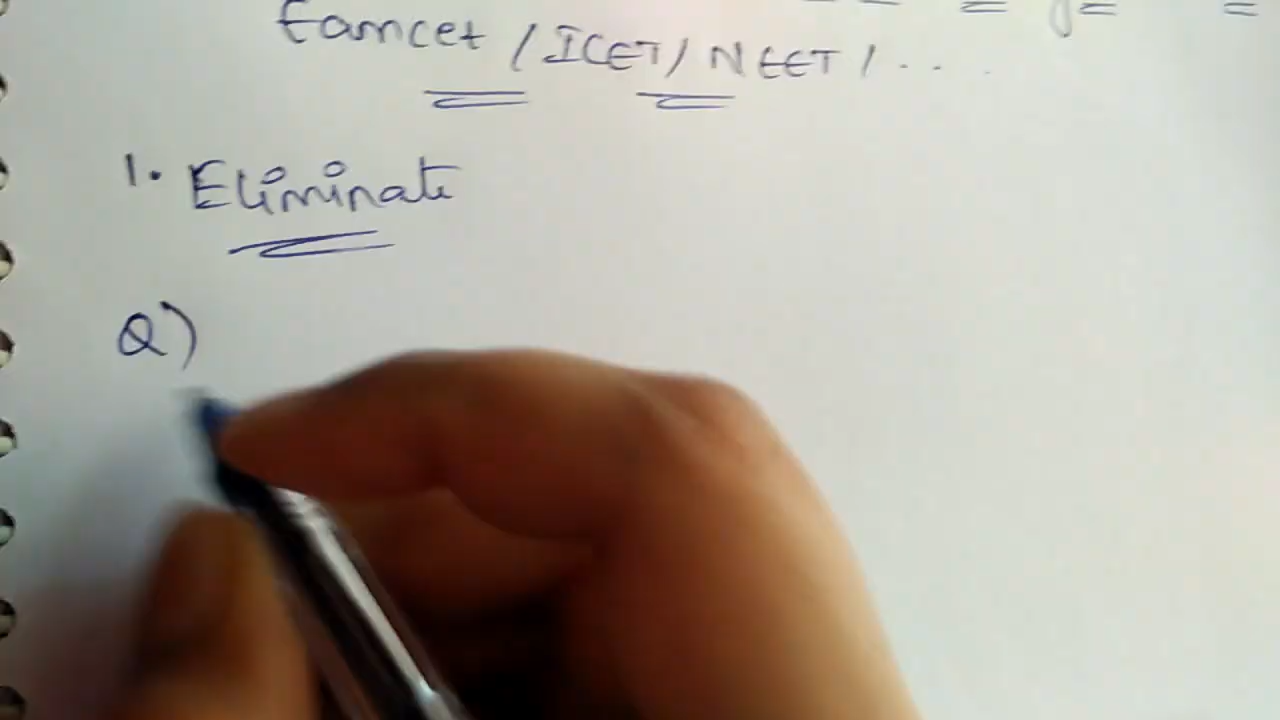 Eamcet / ICET / NEET / ...
1. Eliminate
Q)